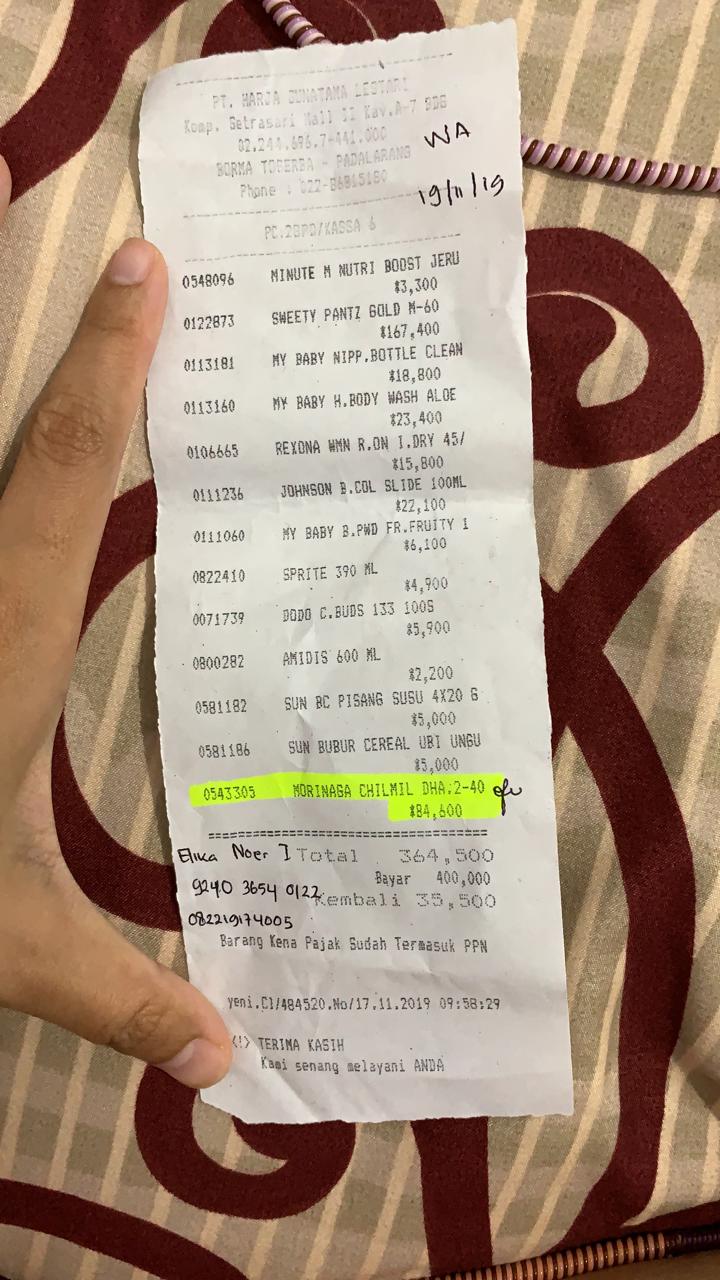 PT. HARJA GUNATAMA LESTARI
Komp. Setrasari Mall II Kav.A-7 BDG
02.244.696.7-441.000
WA
BORMA TOSERBA - PADALARANG
Phone : 022-86815180
19/11/19
PC.2BPD/KASSA 6
0548096 MINUTE M NUTRI BOOST JERU
$3,300
0122873 SWEETY PANTZ GOLD M-60
$167,400
0113181 MY BABY NIPP.BOTTLE CLEAN
$18,800
0113160 MY BABY H.BODY WASH ALOE
$23,400
0106665 REXONA WMN R.ON I.DRY 45/
$15,800
0111236 JOHNSON B.COL SLIDE 100ML
$22,100
0111060 MY BABY B.PWD FR.FRUITY 1
$6,100
0822410 SPRITE 390 ML
$4,900
0071739 DODO C.BUDS 133 100S
$5,900
0800282 AMIDIS 600 ML
$2,200
0581182 SUN BC PISANG SUSU 4X20 G
$5,000
0581186 SUN BUBUR CEREAL UBI UNGU
$5,000
0543305 MORINAGA CHILMIL DHA:2-40
$84,600
Elika Noer I Total 364,500
Bayar 400,000
9240 3654 0122
Kembali 35,500
082219174005
Barang Kena Pajak Sudah Termasuk PPN
yeni.Cl/484520.No/17.11.2019 09:58:29
<!> TERIMA KASIH
Kami senang melayani ANDA